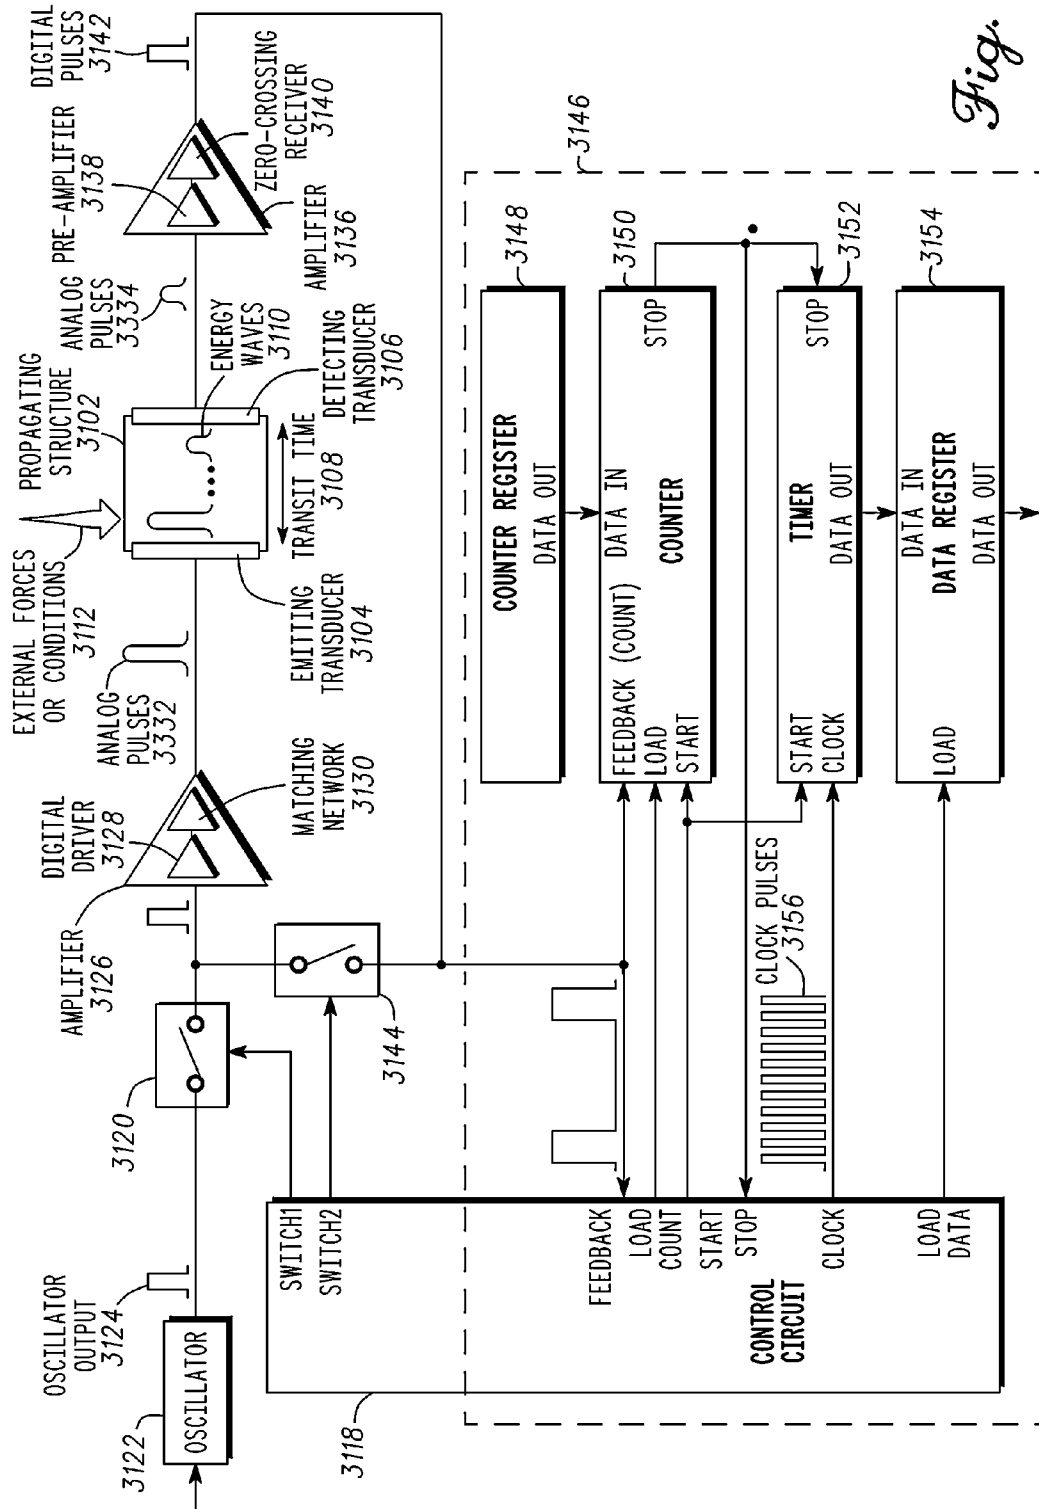 OSCILLATOR
OUTPUT
3124
3122
OSCILLATOR
3120
AMPLIFIER
3126
DIGITAL
DRIVER
3128
MATCHING
NETWORK
3130
ANALOG
PULSES
3332
EXTERNAL FORCES
OR CONDITIONS
3112
EMITTING
TRANSDUCER
3104
PROPAGATING
STRUCTURE
3102
TRANSIT TIME
3108
ENERGY
WAVES
3110
DETECTING
TRANSDUCER
3106
ANALOG
PULSES
3334
PRE-AMPLIFIER
3138
AMPLIFIER
3136
ZERO-CROSSING
RECEIVER
3140
DIGITAL
PULSES
3142
3144
3146
3118
SWITCH1
SWITCH2
FEEDBACK
LOAD
COUNT
START
STOP
CLOCK
LOAD
DATA
CONTROL
CIRCUIT
CLOCK PULSES
3156
COUNTER REGISTER
DATA OUT
3148
FEEDBACK (COUNT)
LOAD
START
DATA IN
COUNTER
STOP
3150
START
CLOCK
TIMER
DATA OUT
STOP
3152
LOAD
DATA IN
DATA REGISTER
DATA OUT
3154
Fig.